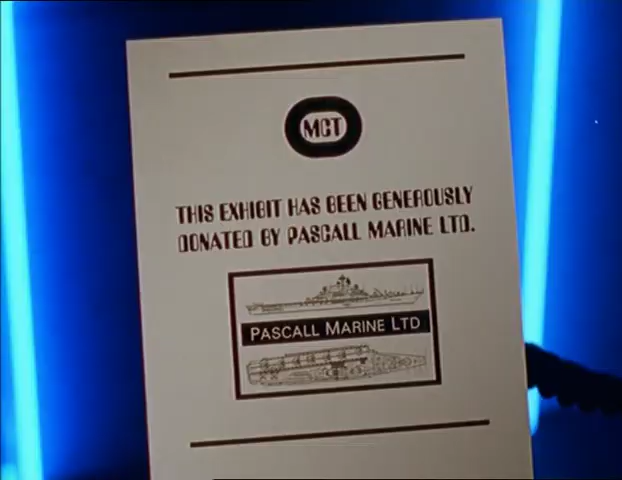 MCT
THIS EXHIBIT HAS BEEN GENEROUSLY
DONATED BY PASCALL MARINE LTD.
PASCALL MARINE LTD